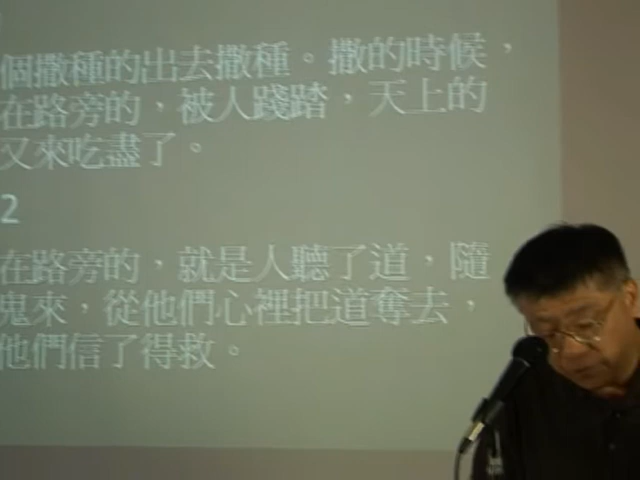 個撒種的出去撒種。撒的時候，
在路旁的，被人踐踏，天上的
又來吃盡了。
2
在路旁的，就是人聽了道，隨
鬼來，從他們心裡把道奪去，
他們信了得救。